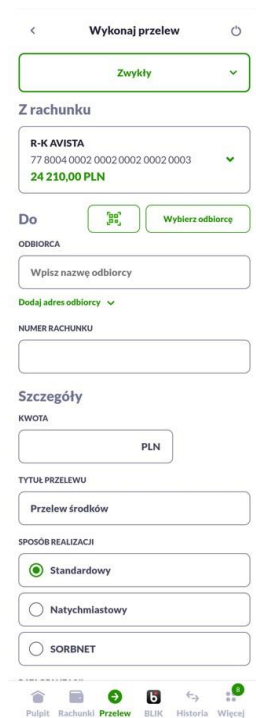 Wykonaj przelew
Zwykły
Z rachunku
R-K AVISTA
77 8004 0002 0002 0002 0002 0003
24 210,00 PLN
Do
Wybierz odbiorcę
ODBIORCA
Wpisz nazwę odbiorcy
Dodaj adres odbiorcy
NUMER RACHUNKU
Szczegóły
KWOTA
PLN
TYTUŁ PRZELEWU
Przelew środków
SPOSÓB REALIZACJI
Standardowy
Natychmiastowy
SORBNET
8
Pulpit Rachunki Przelew BLIK Historia Więcej